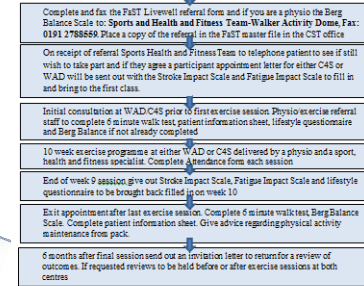 Complete and fax the FaST Livewell referral form and if you are a physio the Berg
Balance Scale to: Sports and Health and Fitness Team-Walker Activity Dome, Fax:
0191 2788559. Place a copy of the referral in the FaST master file in the CST office
On receipt of referral Sports Health and Fitness Team to telephone patient to see if still
wish to take part and if they agree a participant appointment letter for either C4S or
WAD will be sent out with the Stroke Impact Scale and Fatigue Impact Scale to fill in
and bring to the first class.
Initial consultation at WAD/C4S prior to first exercise session. Physio/exercise referral
staff to complete 6 minute walk test, patient information sheet, lifestyle questionnaire
and Berg Balance if not already completed
10 week exercise programme at either WAD or C4S delivered by a physio and a sport,
health and fitness specialist. Complete Attendance form each session
End of week 9 session give out Stroke Impact Scale, Fatigue Impact Scale and lifestyle
questionnaire to be brought back filled in on week 10
Exit appointment after last exercise session. Complete 6 minute walk test, Berg Balance
Scale. Complete patient information sheet. Give advice regarding physical activity
maintenance from pack.
6 months after final session send out an invitation letter to return for a review of
outcomes. If requested reviews to be held before or after exercise sessions at both
centres